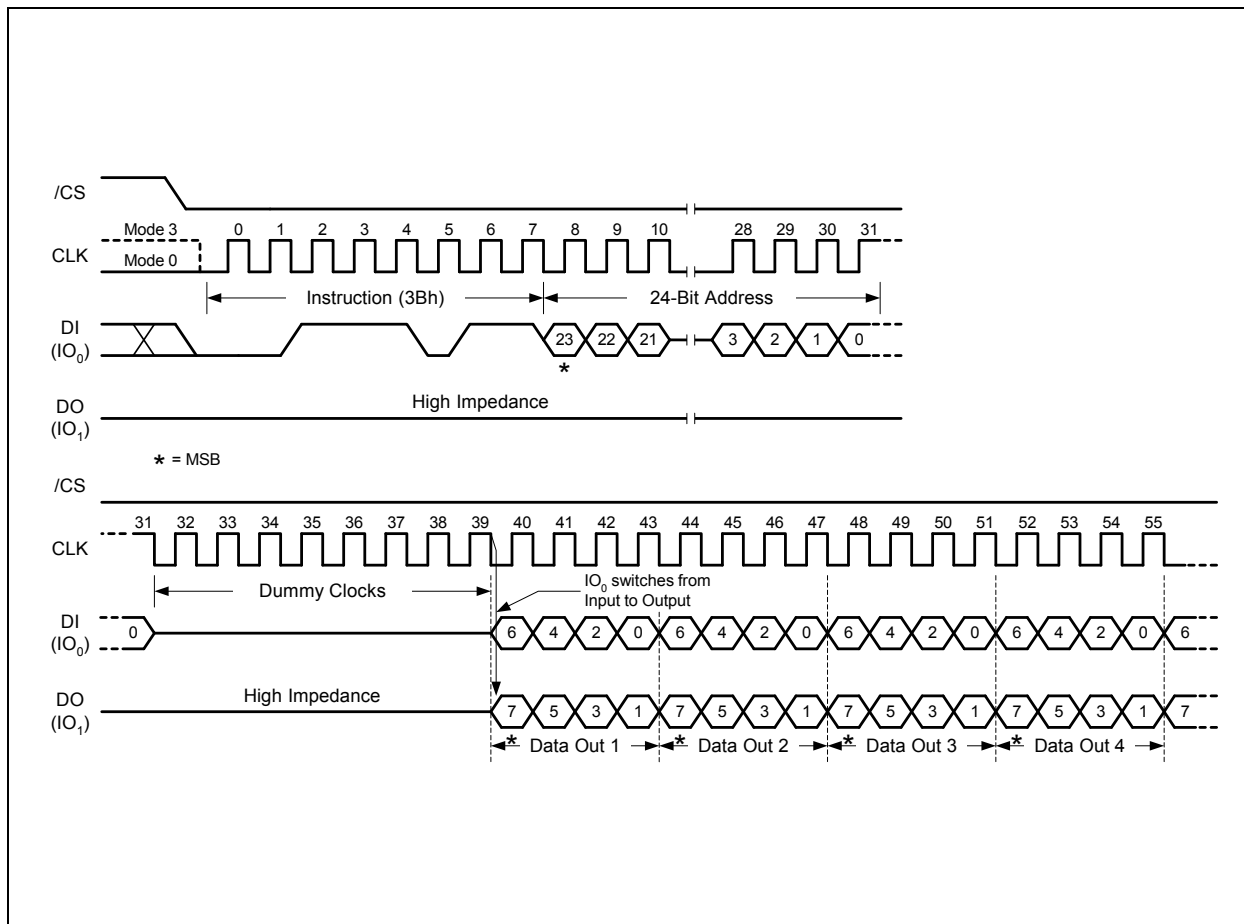 /CS
Mode 3 0 1 2 3 4 5 6 7 8 9 10 28 29 30 31
CLK
Mode 0
Instruction (3Bh) 24-Bit Address
DI
(IO₀)
23 22 21 3 2 1 0
*
High Impedance
DO
(IO₁)
* = MSB
/CS
31 32 33 34 35 36 37 38 39 40 41 42 43 44 45 46 47 48 49 50 51 52 53 54 55
CLK
Dummy Clocks
IO₀ switches from
Input to Output
DI
(IO₀)
0 6 4 2 0 6 4 2 0 6 4 2 0 6 4 2 0 6
High Impedance
DO
(IO₁)
7 5 3 1 7 5 3 1 7 5 3 1 7 5 3 1 7
* Data Out 1 * Data Out 2 * Data Out 3 * Data Out 4